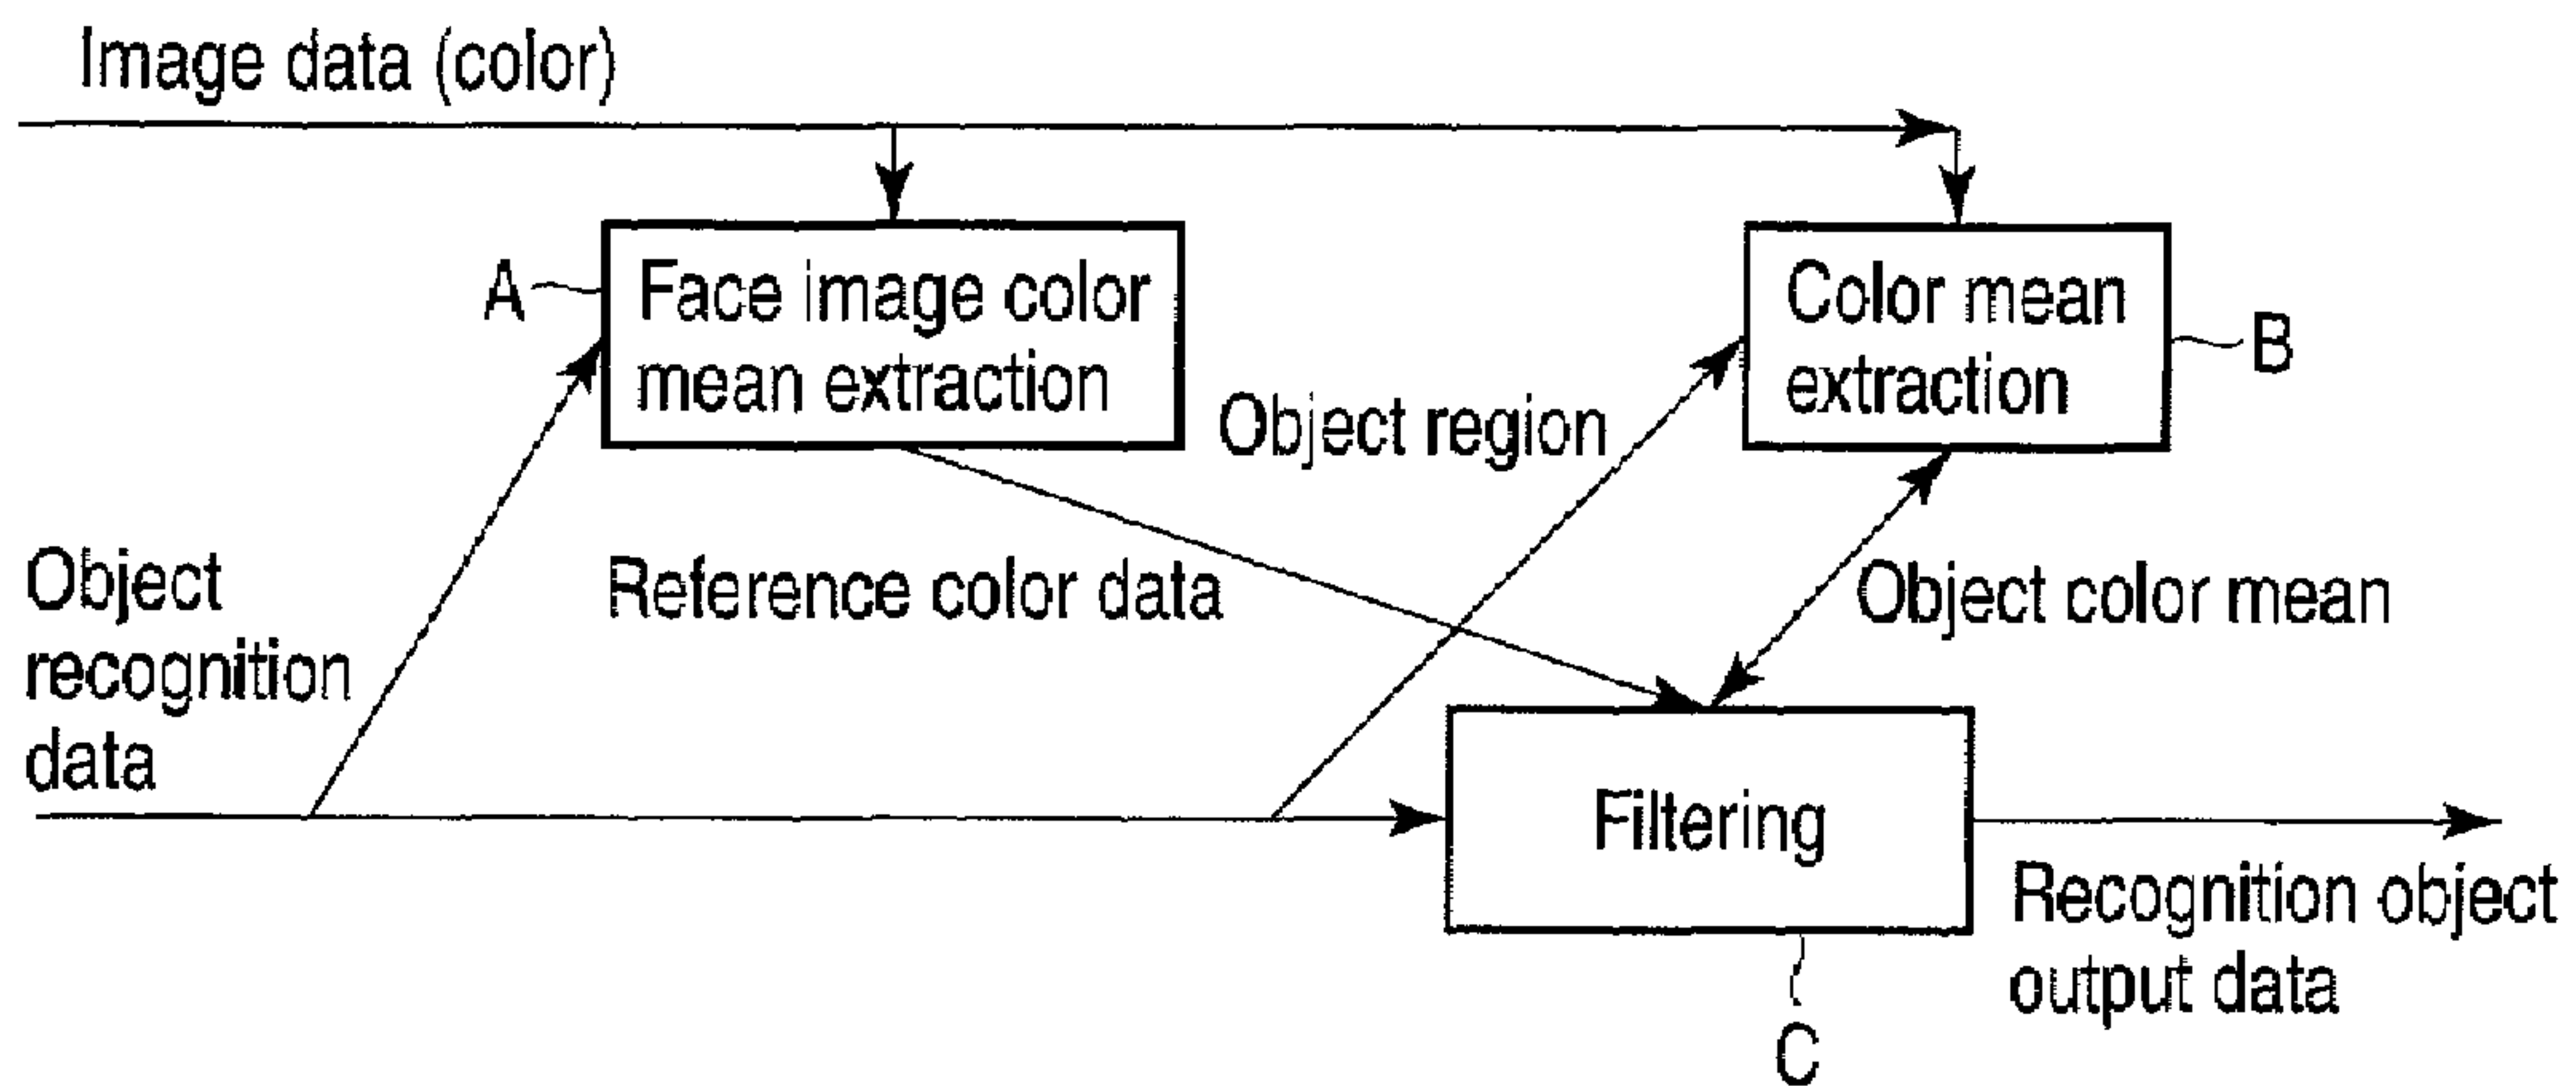 Image data (color)
A
Face image color
mean extraction
Color mean
extraction
B
Object region
Object
recognition
data
Reference color data
Object color mean
Filtering
Recognition object
output data
C